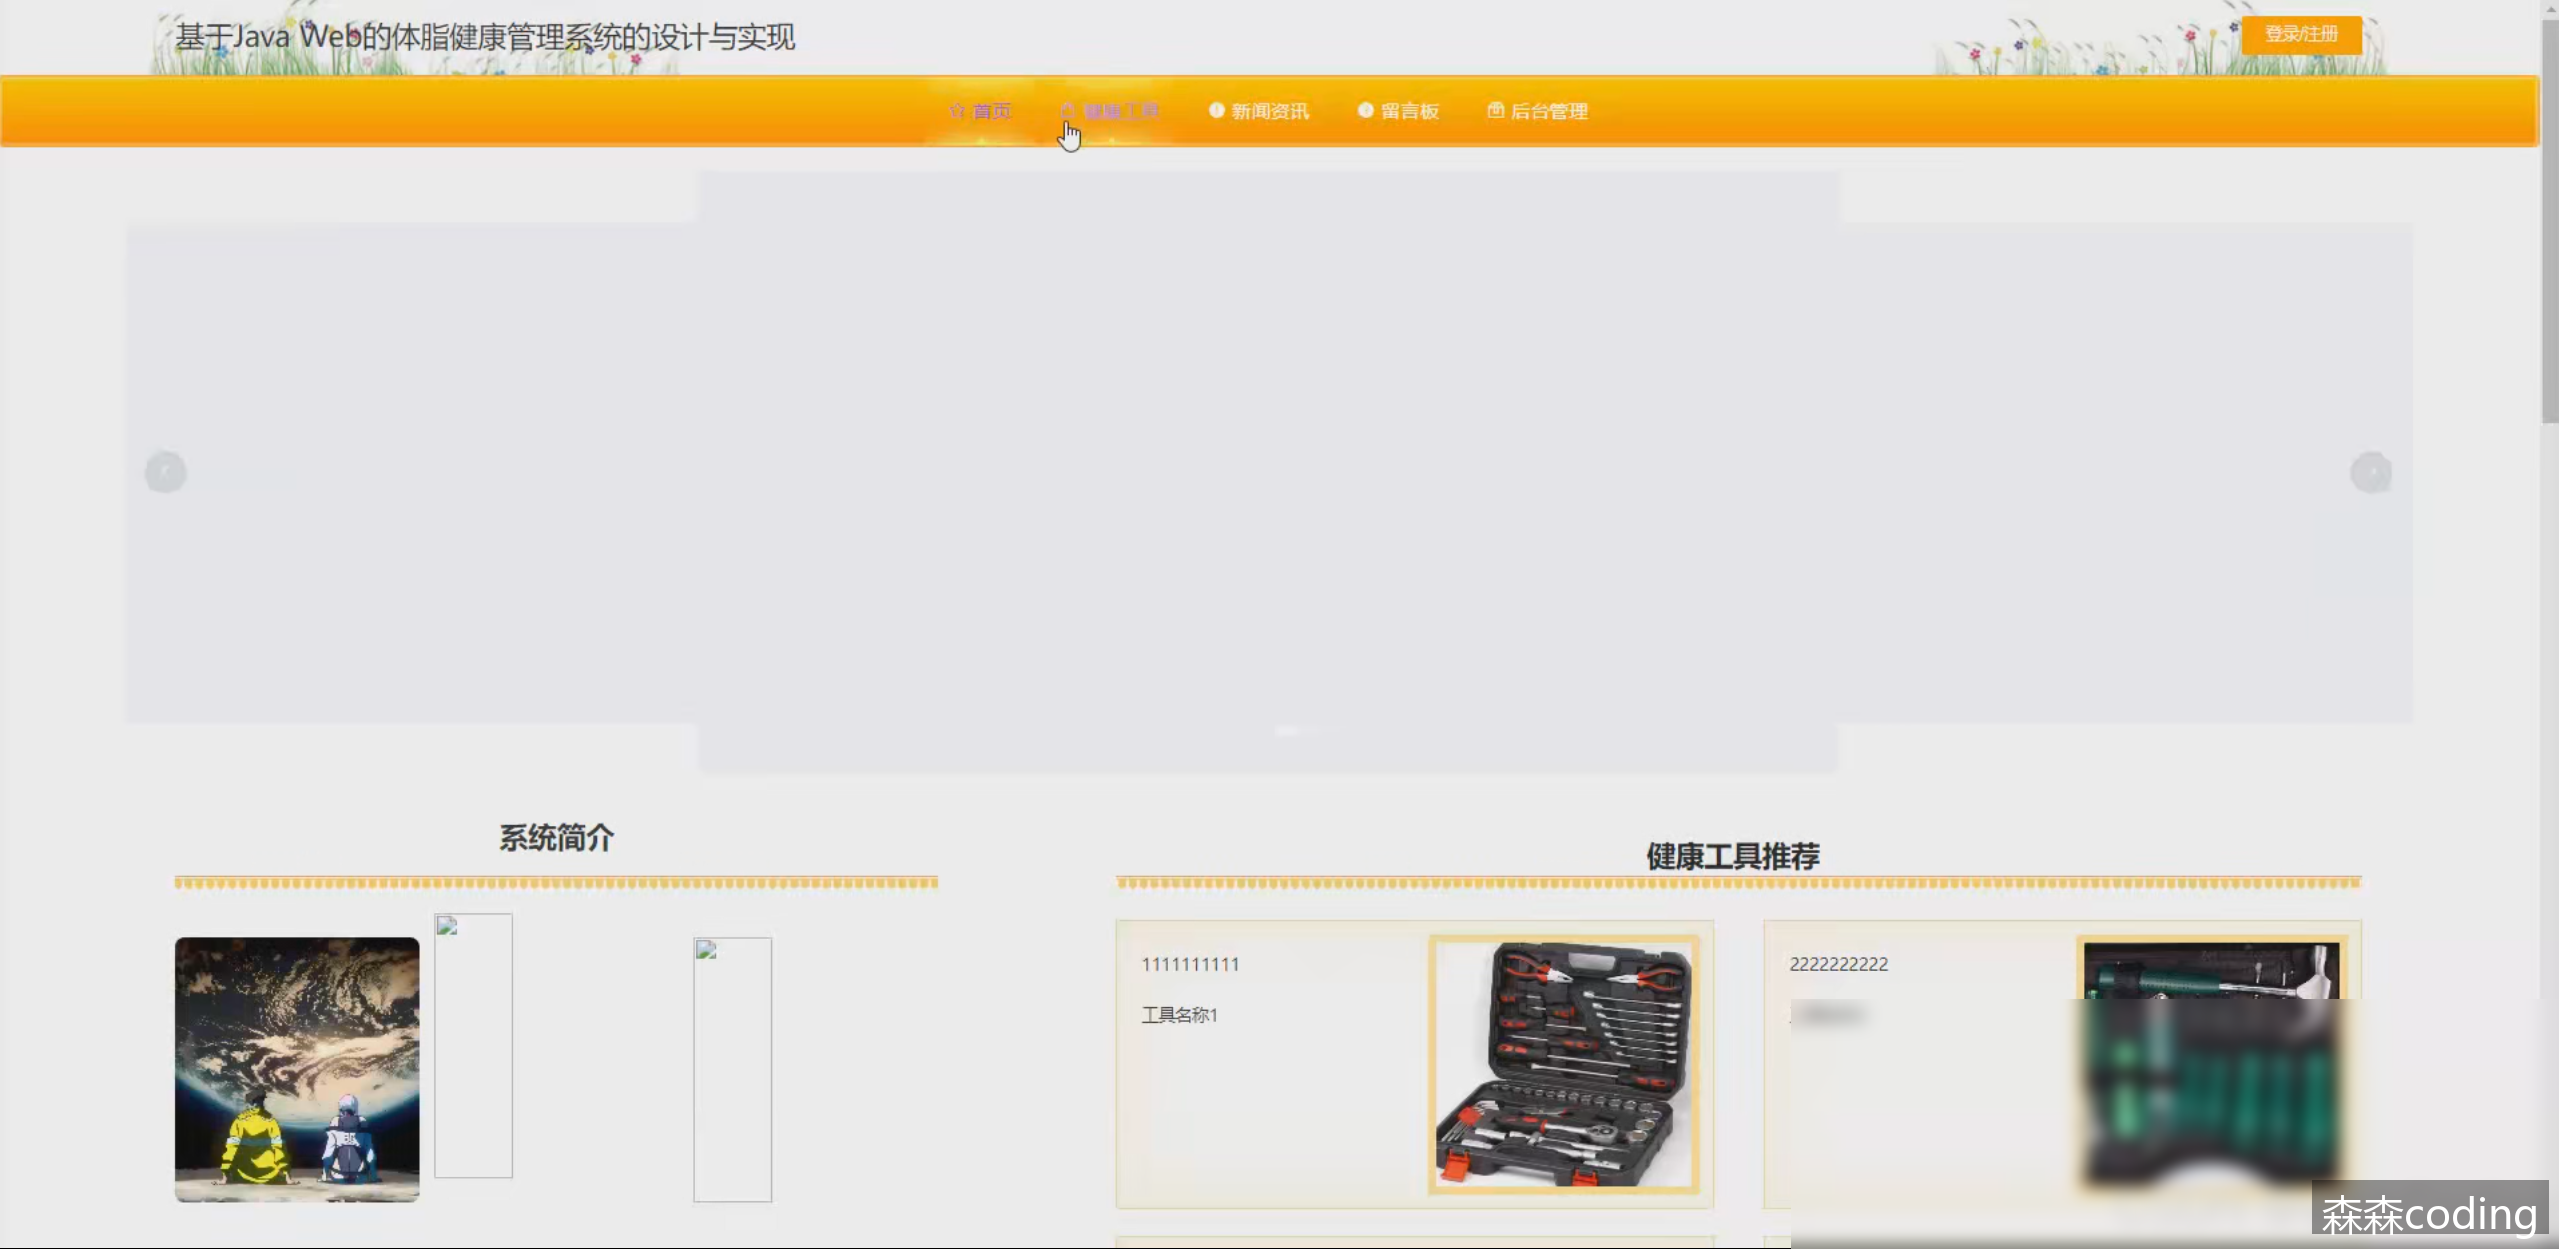 基于Java Web的体脂健康管理系统的设计与实现
登录/注册
首页 健康工具 新闻资讯 留言板 后台管理
系统简介
健康工具推荐
1111111111
工具名称1
2222222222
森森coding